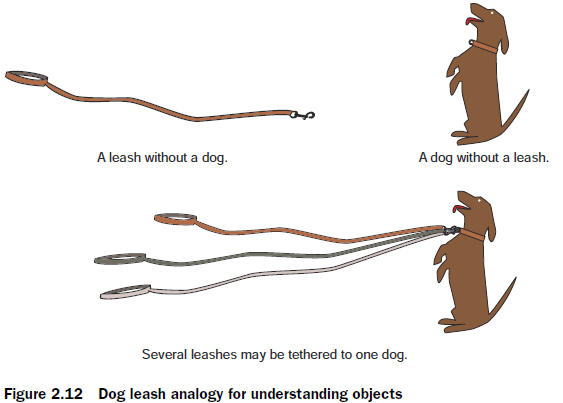 A leash without a dog.
A dog without a leash.
Several leashes may be tethered to one dog.
Figure 2.12 Dog leash analogy for understanding objects